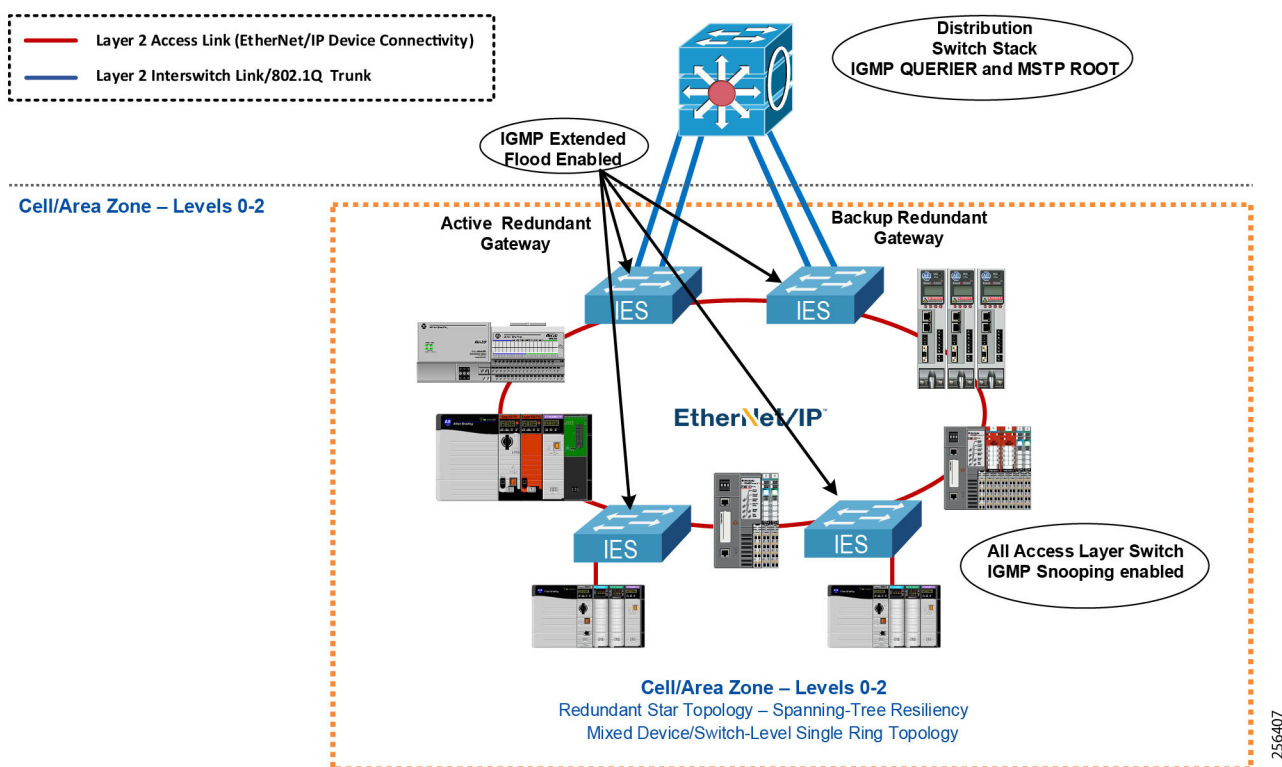 Layer 2 Access Link (EtherNet/IP Device Connectivity)
Layer 2 Interswitch Link/802.1Q Trunk
Distribution
Switch Stack
IGMP QUERIER and MSTP ROOT
IGMP Extended
Flood Enabled
Cell/Area Zone – Levels 0-2
Active Redundant
Gateway
Backup Redundant
Gateway
IES
IES
EtherNet/IP™
IES
IES
All Access Layer Switch
IGMP Snooping enabled
Cell/Area Zone – Levels 0-2
Redundant Star Topology – Spanning-Tree Resiliency
Mixed Device/Switch-Level Single Ring Topology
256407